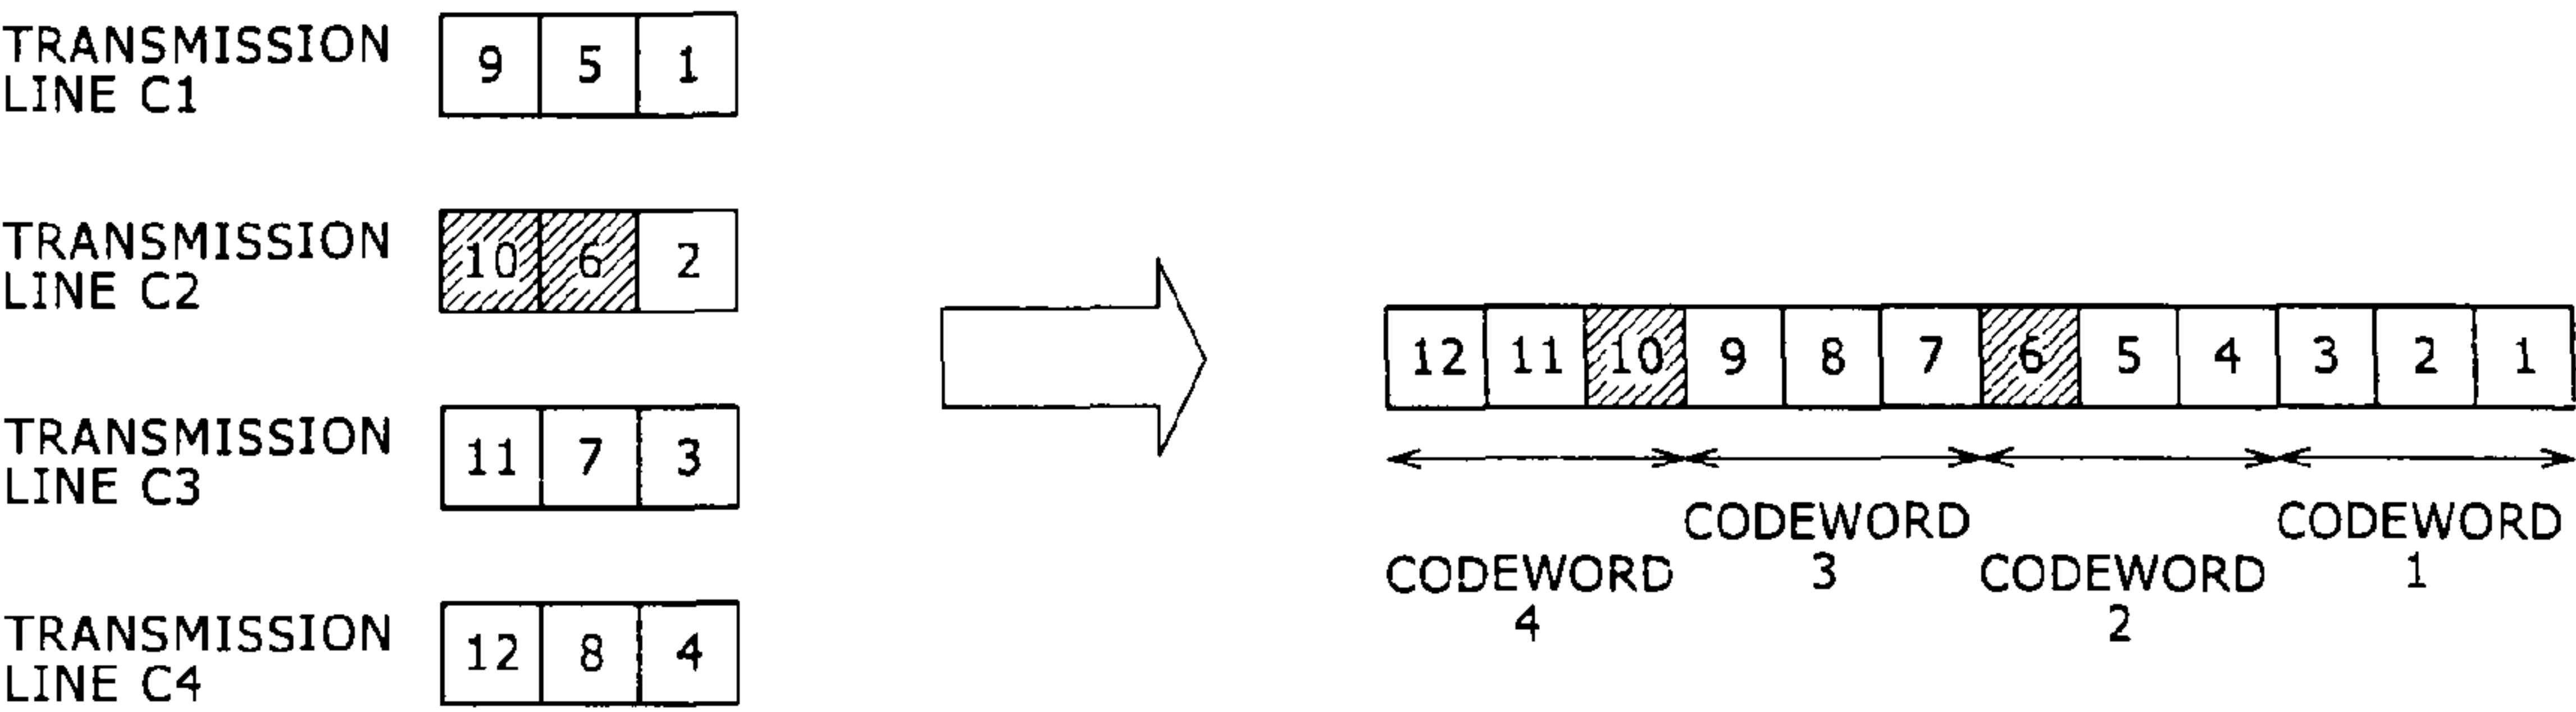 TRANSMISSION
LINE C1
9 5 1
TRANSMISSION
LINE C2
10 6 2
TRANSMISSION
LINE C3
11 7 3
TRANSMISSION
LINE C4
12 8 4
12 11 10 9 8 7 6 5 4 3 2 1
CODEWORD
4
CODEWORD
3
CODEWORD
2
CODEWORD
1